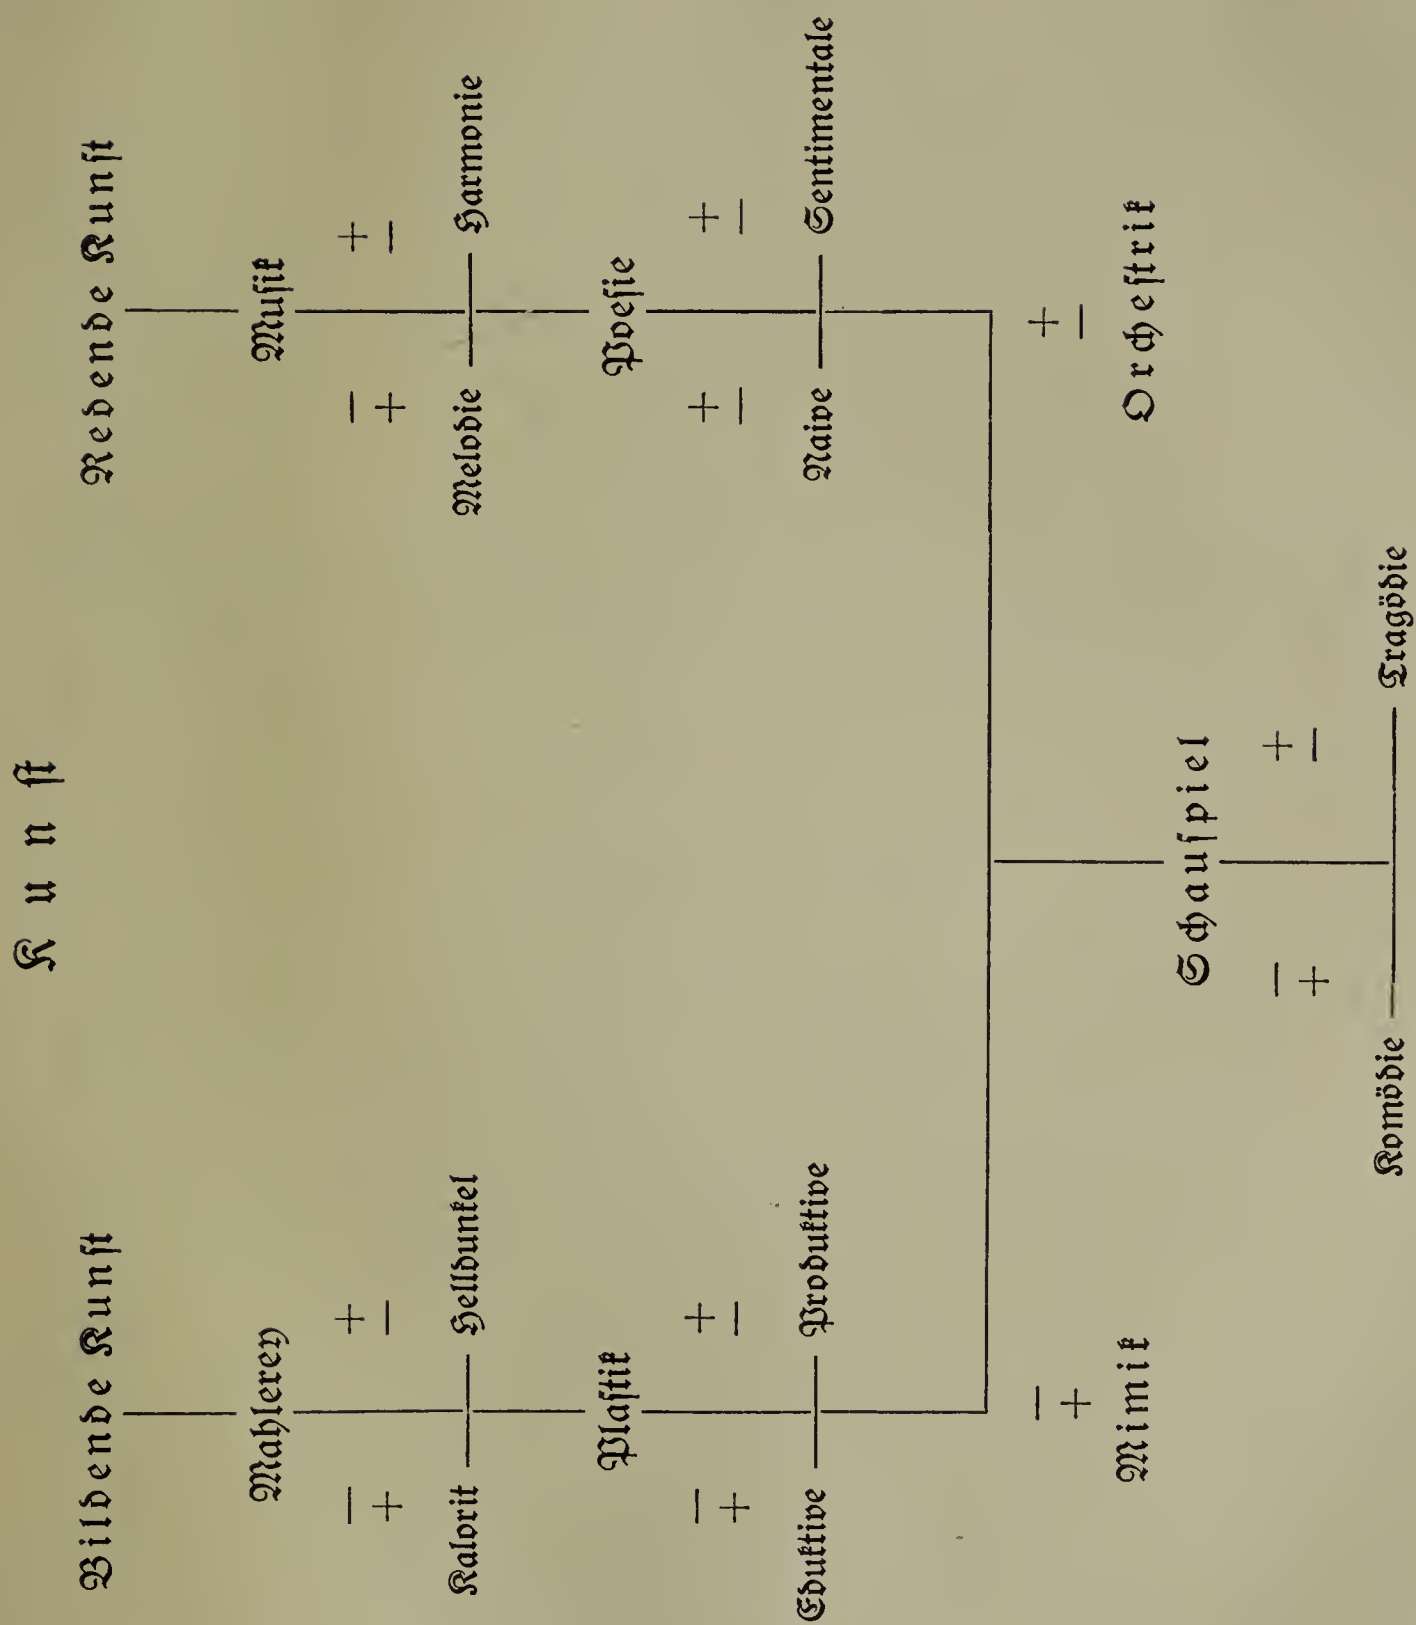 Kunst
Bildende Kunst Redende Kunst
Mahlerey Musik
− + − +
+ − + −
Kolorit Helldunkel Melodie Harmonie
Plastik Poesie
− + + +
+ − − −
Eduktive Produktive Naive Sentimentale
− +
+ −
Mimik Orchestrik
Schauspiel
− +
+ −
Komödie Tragödie